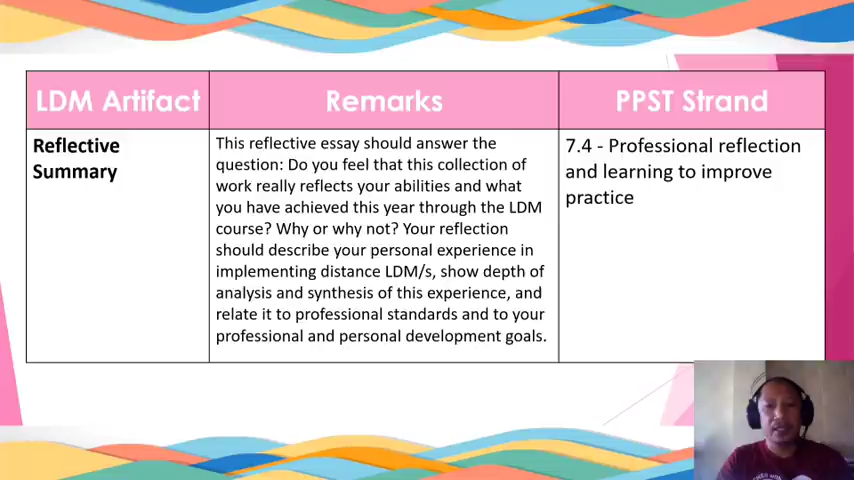 LDM Artifact
Remarks
PPST Strand
Reflective
Summary
This reflective essay should answer the
question: Do you feel that this collection of
work really reflects your abilities and what
you have achieved this year through the LDM
course? Why or why not? Your reflection
should describe your personal experience in
implementing distance LDM/s, show depth of
analysis and synthesis of this experience, and
relate it to professional standards and to your
professional and personal development goals.
7.4 - Professional reflection
and learning to improve
practice